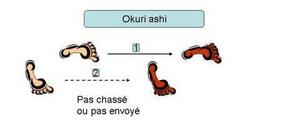 Okuri ashi
1
2
Pas chassé
ou pas envoyé